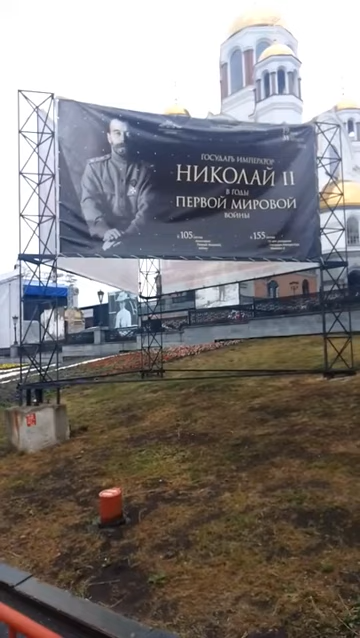 ГОСУДАРЬ ИМПЕРАТОР
НИКОЛАЙ II
В ГОДЫ
ПЕРВОЙ МИРОВОЙ
ВОЙНЫ
105
155